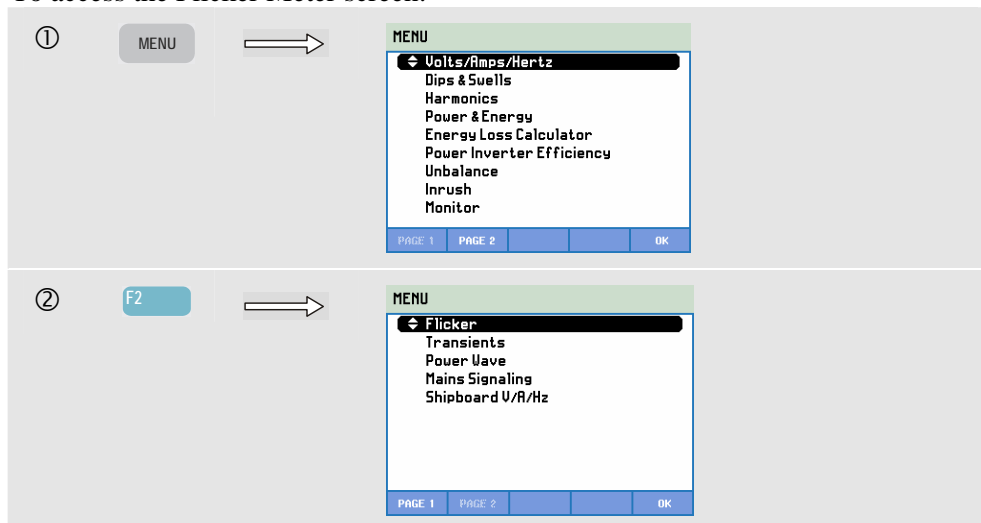 To access the Flicker Meter screen:
① MENU
MENU
Volts/Amps/Hertz
Dips & Swells
Harmonics
Power & Energy
Energy Loss Calculator
Power Inverter Efficiency
Unbalance
Inrush
Monitor
PAGE 1 PAGE 2 OK
② F2
MENU
Flicker
Transients
Power Wave
Mains Signaling
Shipboard V/A/Hz
PAGE 1 PAGE 2 OK